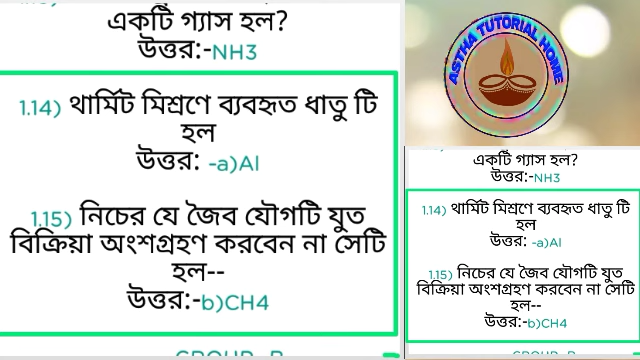 একটি গ্যাস হল?
উত্তর:-NH3
1.14) থার্মিট মিশ্রণে ব্যবহৃত ধাতু টি
হল
উত্তর: -a)Al
1.15) নিচের যে জৈব যৌগটি যুত
বিক্রিয়া অংশগ্রহণ করবেন না সেটি
হল--
উত্তর:-b)CH4
ASTHA TUTORIAL HOME
একটি গ্যাস হল?
উত্তর:-NH3
1.14) থার্মিট মিশ্রণে ব্যবহৃত ধাতু টি
হল
উত্তর: -a)Al
1.15) নিচের যে জৈব যৌগটি যুত
বিক্রিয়া অংশগ্রহণ করবেন না সেটি
হল--
উত্তর:-b)CH4